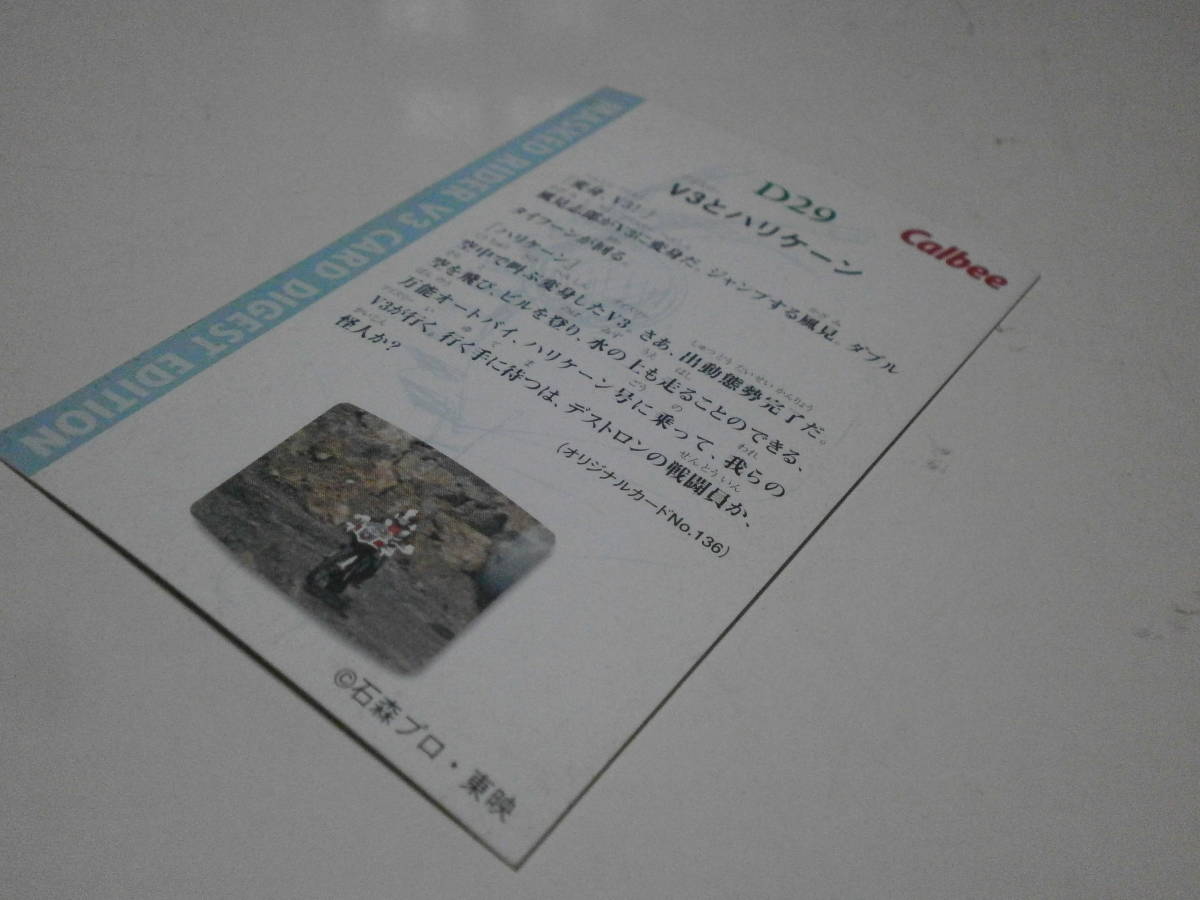 Calbee
D29
V3とハリケーン
「変身、V3!」
風見志郎がV3に変身だ。ジャンプする風見。ダブル
タイフーンが回る。
「ハリケーン」
空中で叫ぶ変身したV3。さあ、出動態勢完了だ。
空を飛び、ビルを登り、水の上も走ることのできる、
万能オートバイ、ハリケーン号に乗って、我らの
V3が行く。行く手に待つは、デストロンの戦闘員か、
怪人か?
(オリジナルカードNo.136)
MASKED RIDER V3 CARD DIGEST EDITION
©石森プロ・東映